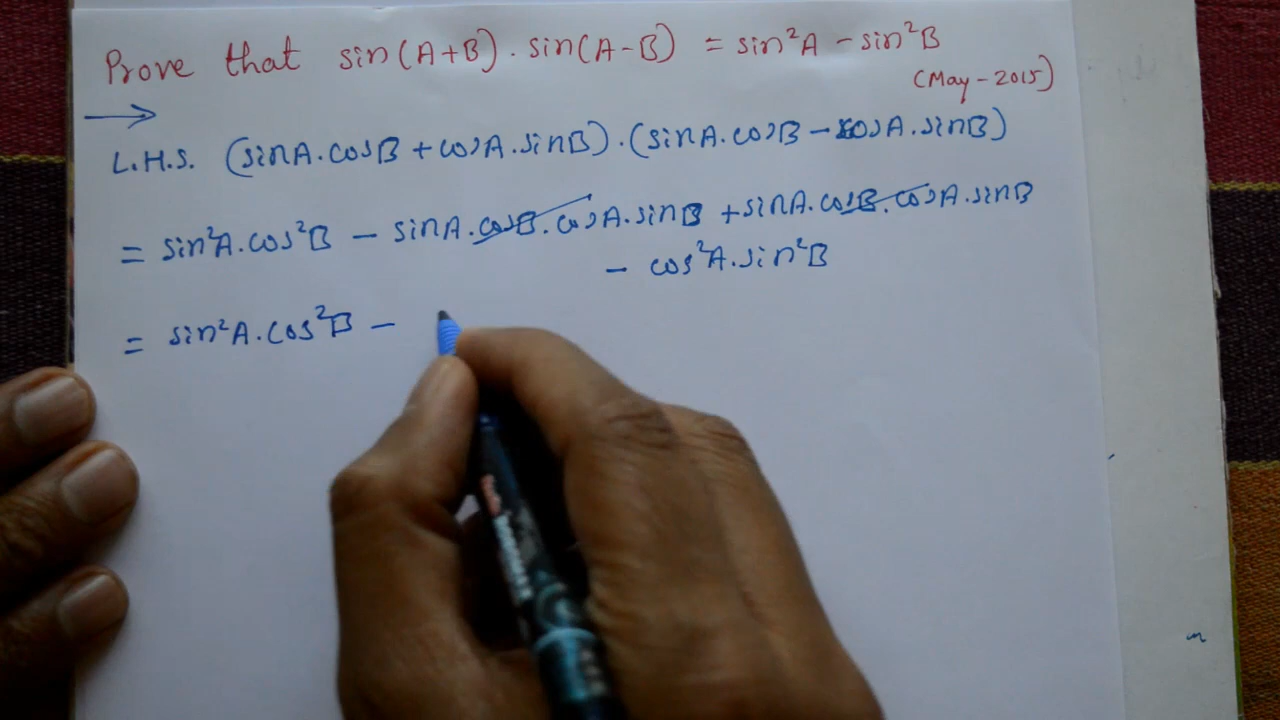 Prove that sin(A+B) . sin(A-B) = sin²A - sin²B
(May - 2015)
L.H.S. (sinA.cosB + cosA.sinB).(sinA.cosB - cosA.sinB)
= sin²A.cos²B - sinA.cosB.cosA.sinB + sinA.cosB.cosA.sinB
- cos²A.sin²B
= sin²A.cos²B -